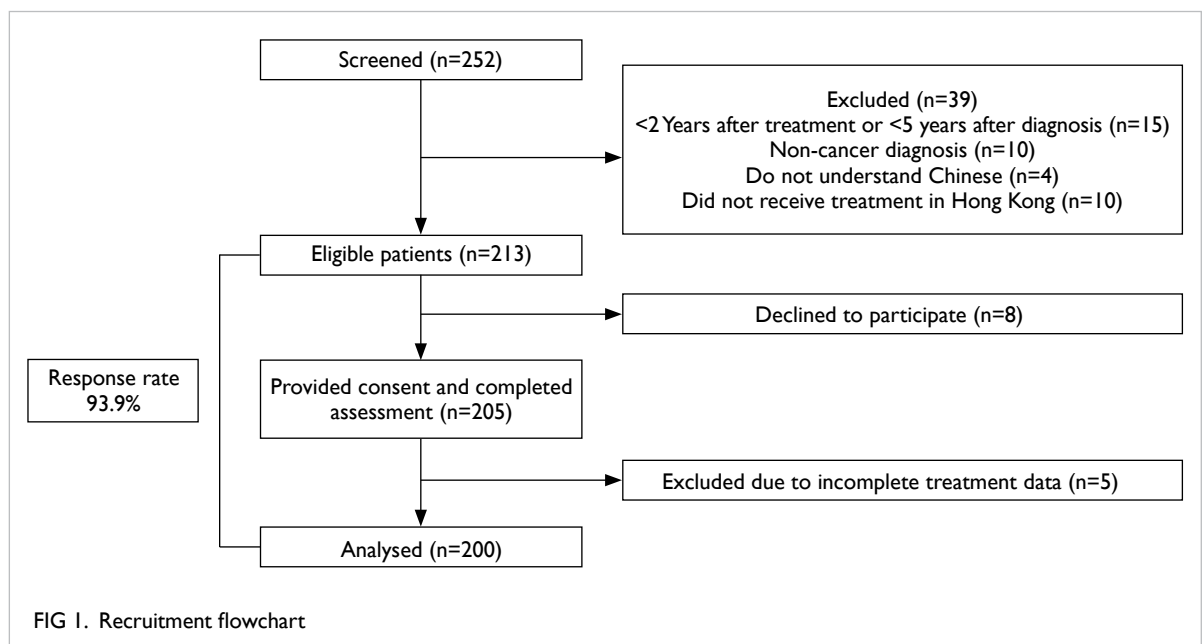 Screened (n=252)
Excluded (n=39)
<2 Years after treatment or <5 years after diagnosis (n=15)
Non-cancer diagnosis (n=10)
Do not understand Chinese (n=4)
Did not receive treatment in Hong Kong (n=10)
Eligible patients (n=213)
Declined to participate (n=8)
Response rate
93.9%
Provided consent and completed
assessment (n=205)
Excluded due to incomplete treatment data (n=5)
Analysed (n=200)
FIG 1. Recruitment flowchart